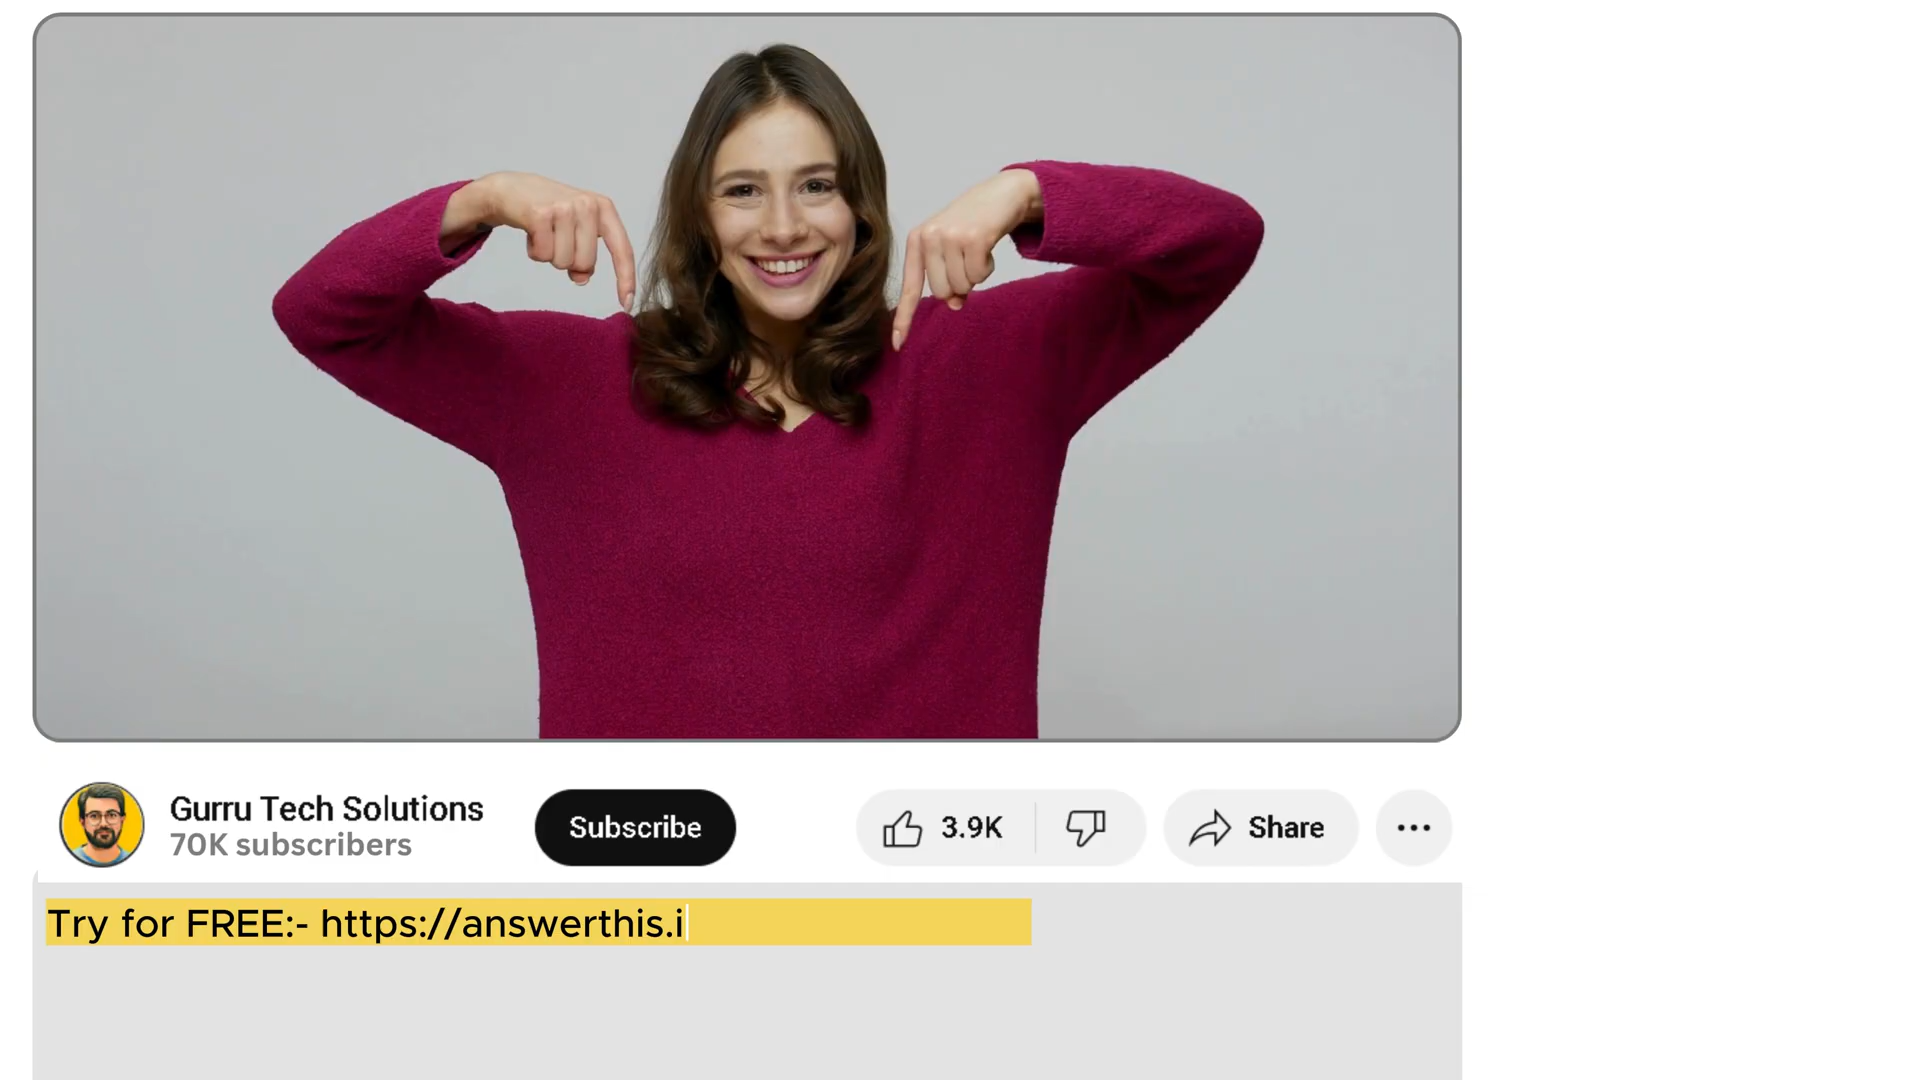 Gurru Tech Solutions
70K subscribers
Subscribe
3.9K
Share
Try for FREE:- https://answerthis.i